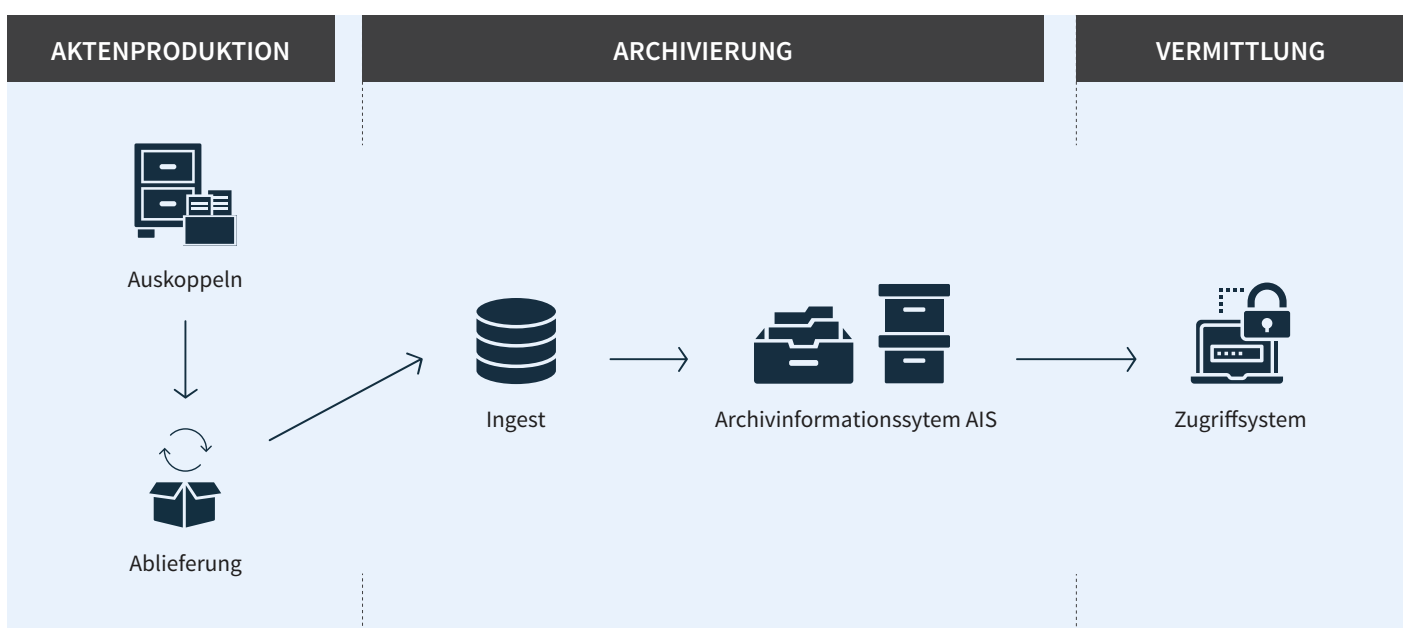 AKTENPRODUKTION
ARCHIVIERUNG
VERMITTLUNG
Auskoppeln
Ablieferung
Ingest
Archivinformationssytem AIS
Zugriffsystem